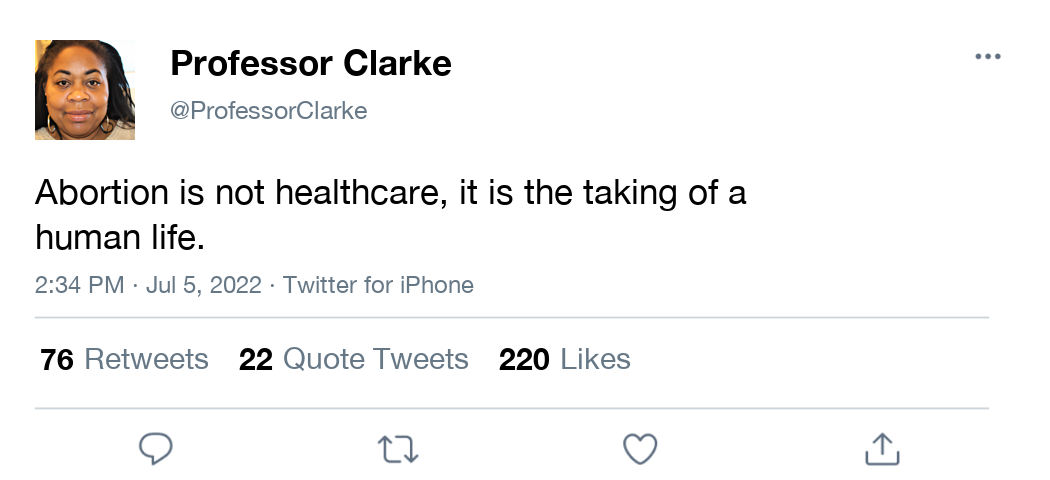 Professor Clarke
@ProfessorClarke
Abortion is not healthcare, it is the taking of a
human life.
2:34 PM · Jul 5, 2022 · Twitter for iPhone
76 Retweets 22 Quote Tweets 220 Likes